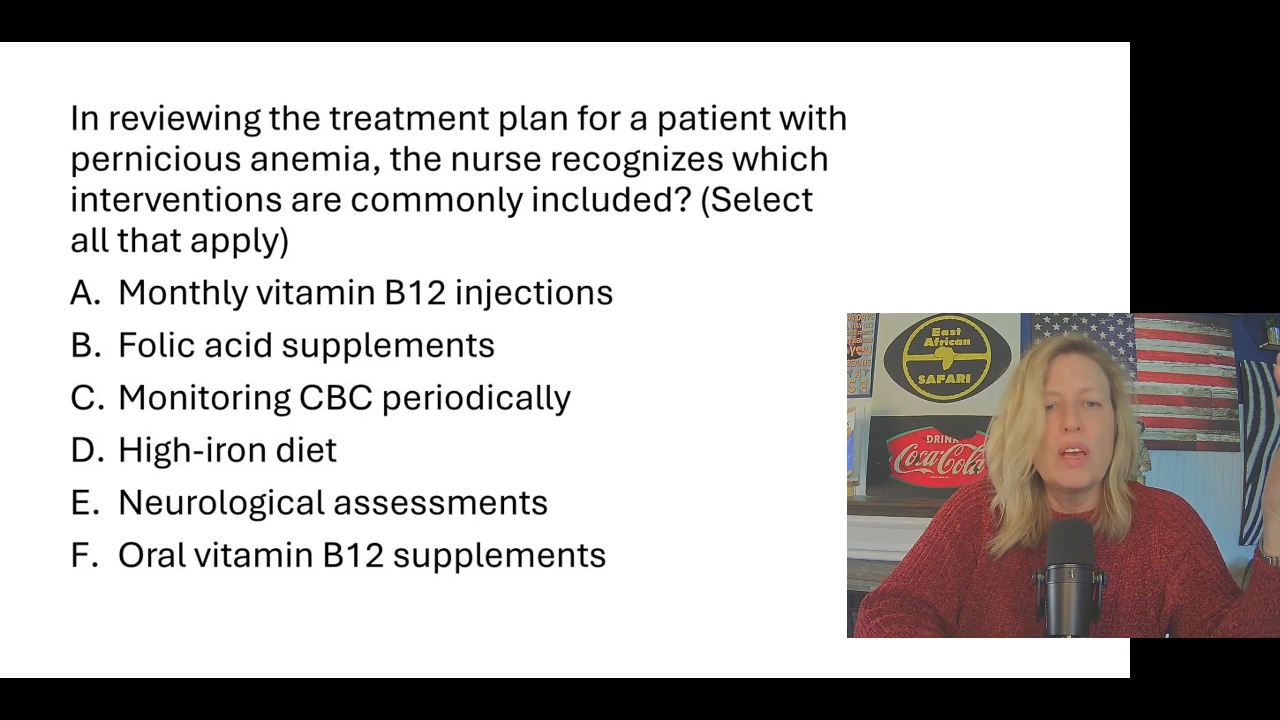 In reviewing the treatment plan for a patient with
pernicious anemia, the nurse recognizes which
interventions are commonly included? (Select
all that apply)
A. Monthly vitamin B12 injections
B. Folic acid supplements
C. Monitoring CBC periodically
D. High-iron diet
E. Neurological assessments
F. Oral vitamin B12 supplements
East
African
SAFARI
DRINK
Coca-Cola